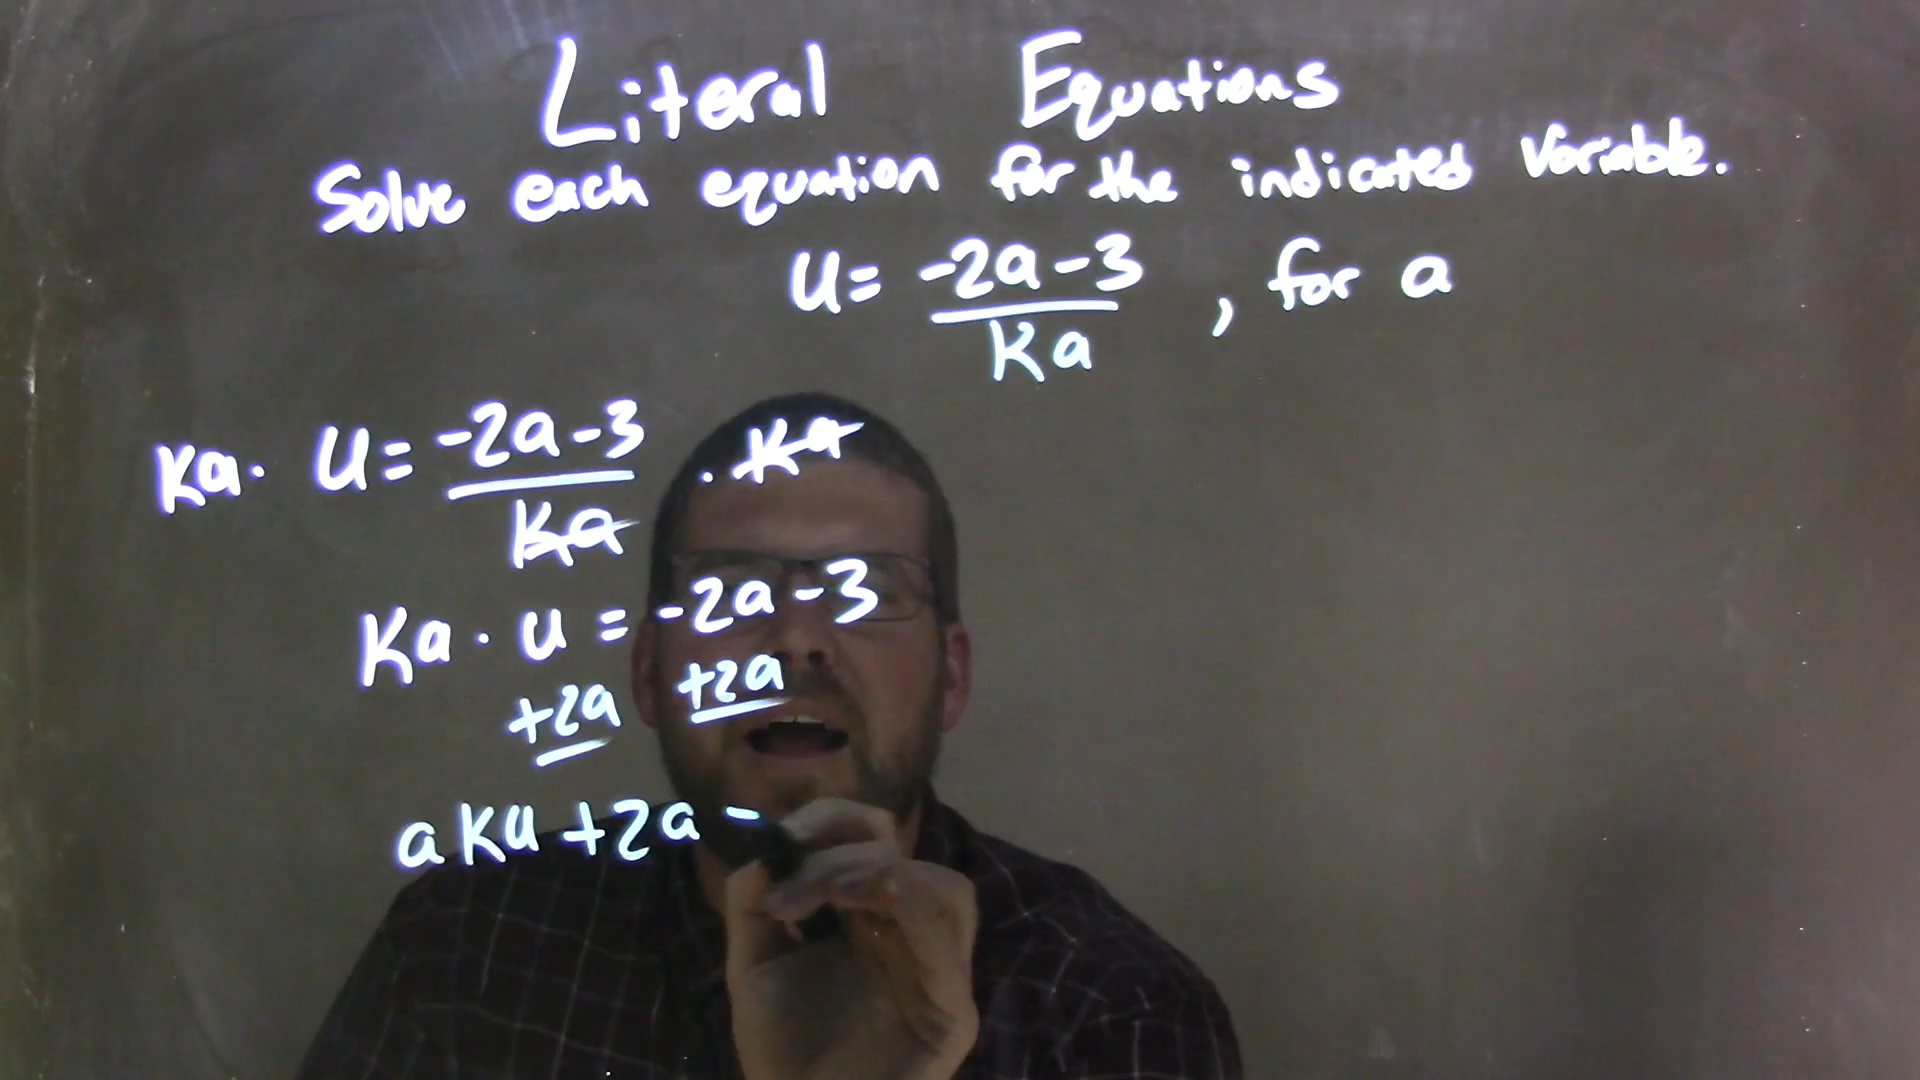 Literal Equations
Solve each equation for the indicated variable.
u = -2a - 3 / Ka , for a
Ka · u = -2a - 3 / Ka · Ka
Ka · u = -2a - 3
+2a +2a
aKu + 2a -